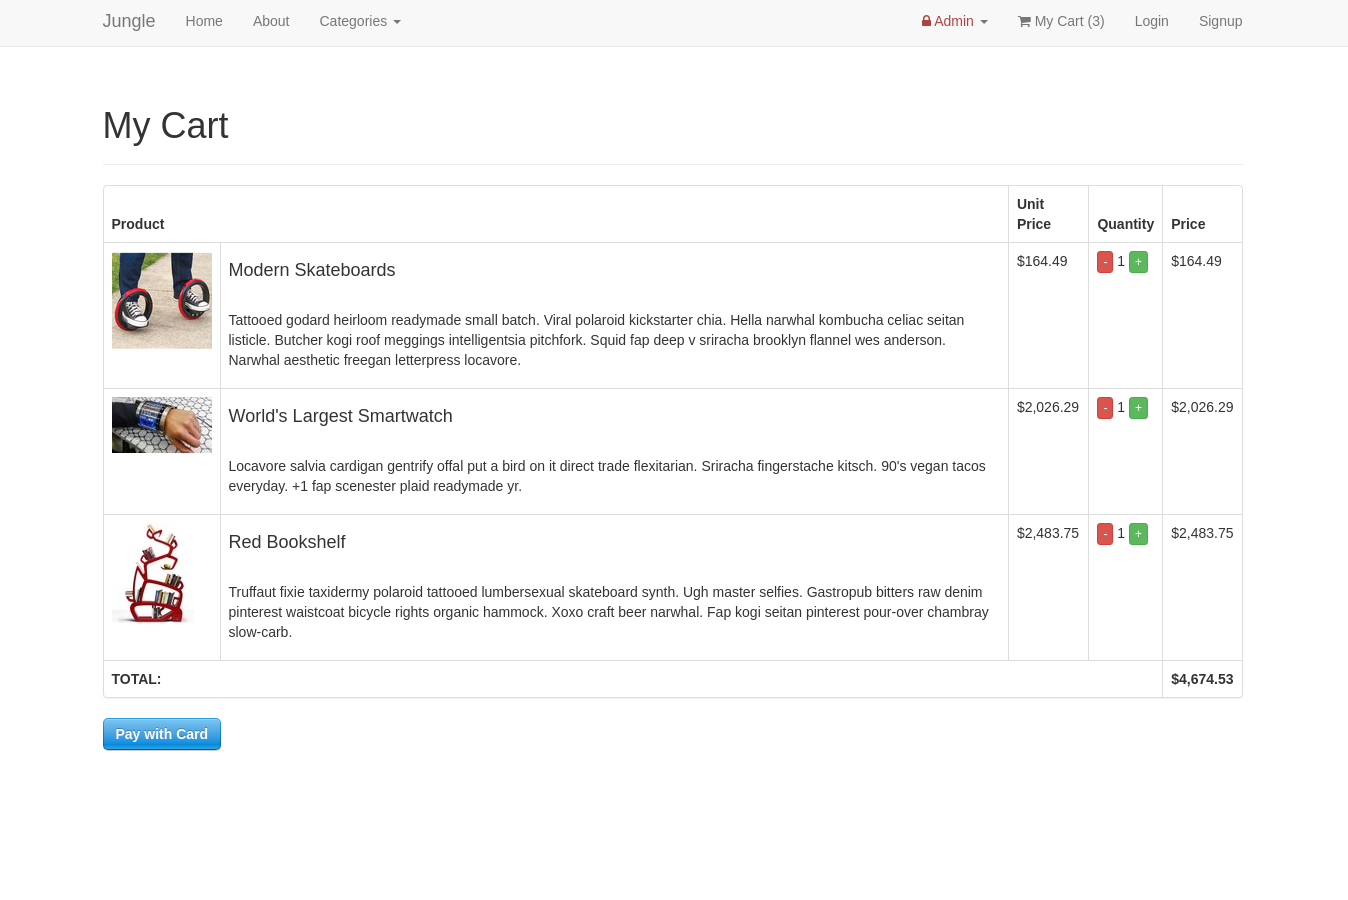 Jungle Home About Categories Admin My Cart (3) Login Signup
My Cart
Product Unit Price Quantity Price
Modern Skateboards $164.49 - 1 + $164.49
Tattooed godard heirloom readymade small batch. Viral polaroid kickstarter chia. Hella narwhal kombucha celiac seitan
listicle. Butcher kogi roof meggings intelligentsia pitchfork. Squid fap deep v sriracha brooklyn flannel wes anderson.
Narwhal aesthetic freegan letterpress locavore.
World's Largest Smartwatch $2,026.29 - 1 + $2,026.29
Locavore salvia cardigan gentrify offal put a bird on it direct trade flexitarian. Sriracha fingerstache kitsch. 90's vegan tacos
everyday. +1 fap scenester plaid readymade yr.
Red Bookshelf $2,483.75 - 1 + $2,483.75
Truffaut fixie taxidermy polaroid tattooed lumbersexual skateboard synth. Ugh master selfies. Gastropub bitters raw denim
pinterest waistcoat bicycle rights organic hammock. Xoxo craft beer narwhal. Fap kogi seitan pinterest pour-over chambray
slow-carb.
TOTAL: $4,674.53
Pay with Card